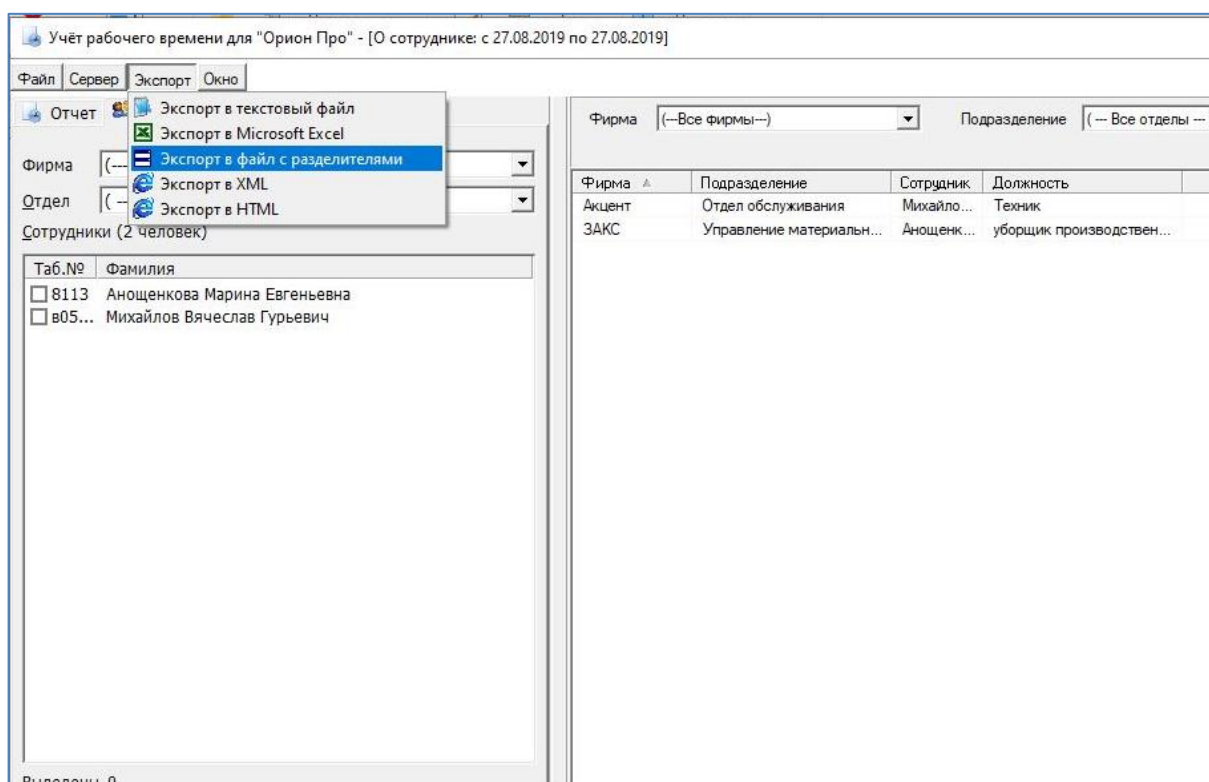 Учёт рабочего времени для "Орион Про" - [О сотруднике: с 27.08.2019 по 27.08.2019]
Файл Сервер Экспорт Окно
Отчет
Экспорт в текстовый файл
Экспорт в Microsoft Excel
Экспорт в файл с разделителями
Экспорт в XML
Экспорт в HTML
Фирма (---
Отдел ( --
Сотрудники (2 человек)
Таб.№ Фамилия
8113 Анощенкова Марина Евгеньевна
в05... Михайлов Вячеслав Гурьевич
Фирма (---Все фирмы---) Подразделение ( --- Все отделы ---
Фирма Подразделение Сотрудник Должность
Акцент Отдел обслуживания Михайло... Техник
ЗАКС Управление материальн... Анощенк... уборщик производствен...